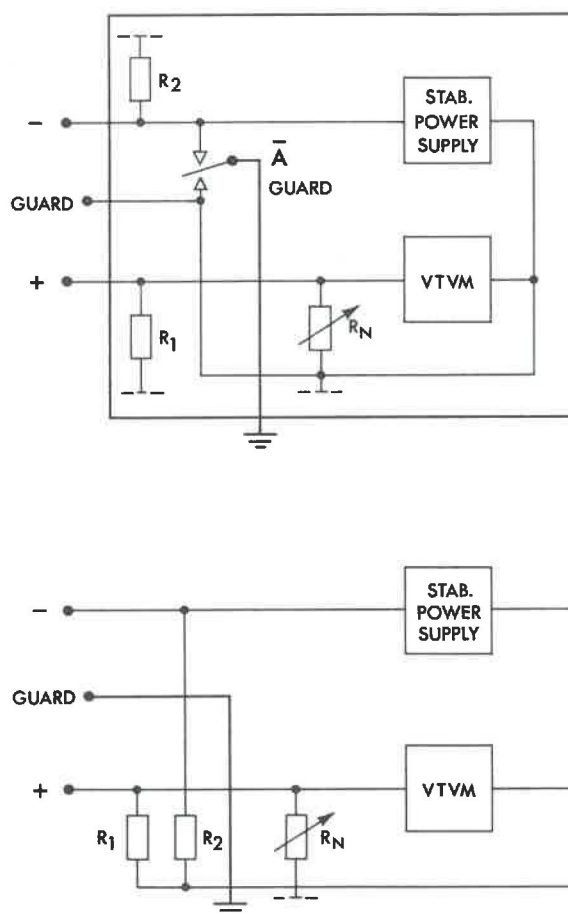 R2
–
STAB.
POWER
SUPPLY
Ā
GUARD
GUARD
+
VTVM
R1
RN
–
STAB.
POWER
SUPPLY
GUARD
+
VTVM
R1
R2
RN